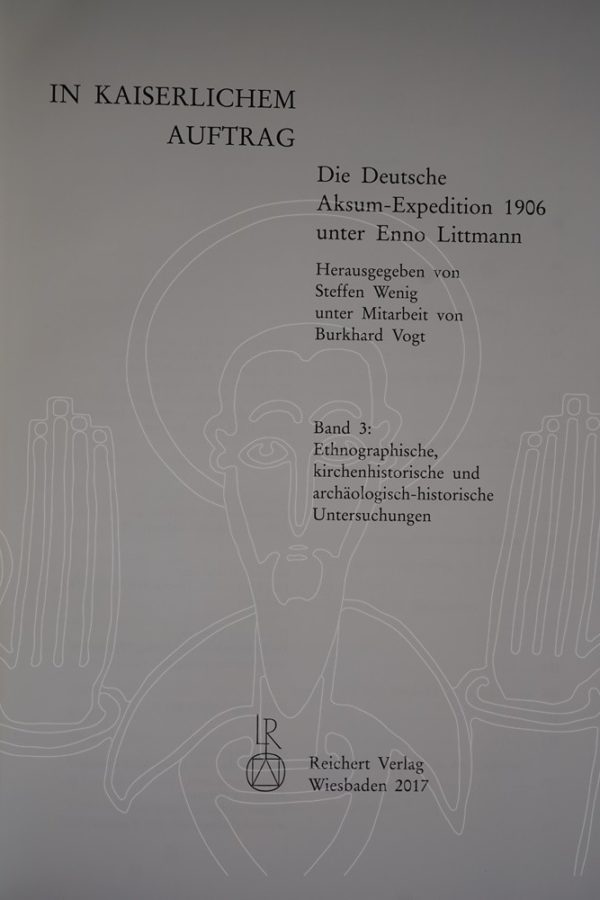 IN KAISERLICHEM
AUFTRAG
Die Deutsche
Aksum-Expedition 1906
unter Enno Littmann
Herausgegeben von
Steffen Wenig
unter Mitarbeit von
Burkhard Vogt
Band 3:
Ethnographische,
kirchenhistorische und
archäologisch-historische
Untersuchungen
LR
Reichert Verlag
Wiesbaden 2017